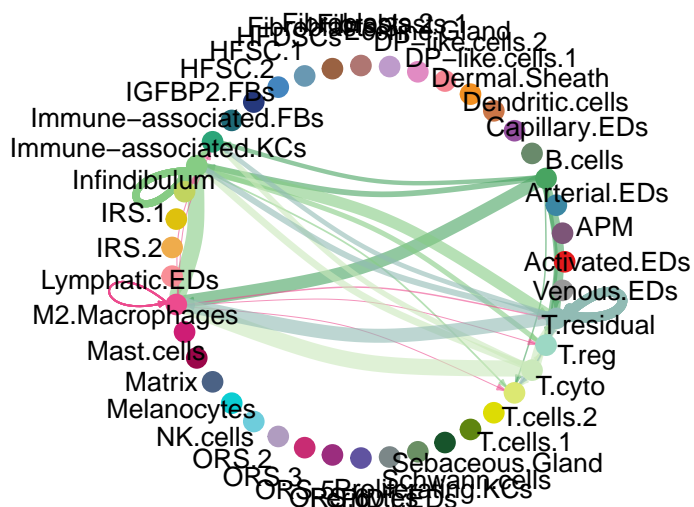 DP−like.cells.2
HFSC.1
DP−like.cells.1
HFSC.2
Dermal.Sheath
IGFBP2.FBs
Dendritic.cells
Immune−associated.FBs
Capillary.EDs
Immune−associated.KCs
B.cells
Infindibulum
Arterial.EDs
IRS.1
APM
IRS.2
Activated.EDs
Lymphatic.EDs
Venous.EDs
M2.Macrophages
T.residual
Mast.cells
T.reg
Matrix
T.cyto
Melanocytes
T.cells.2
NK.cells
T.cells.1
ORS.2
Sebaceous.Gland
ORS.3
Schwann.cells
Proliferating.KCs